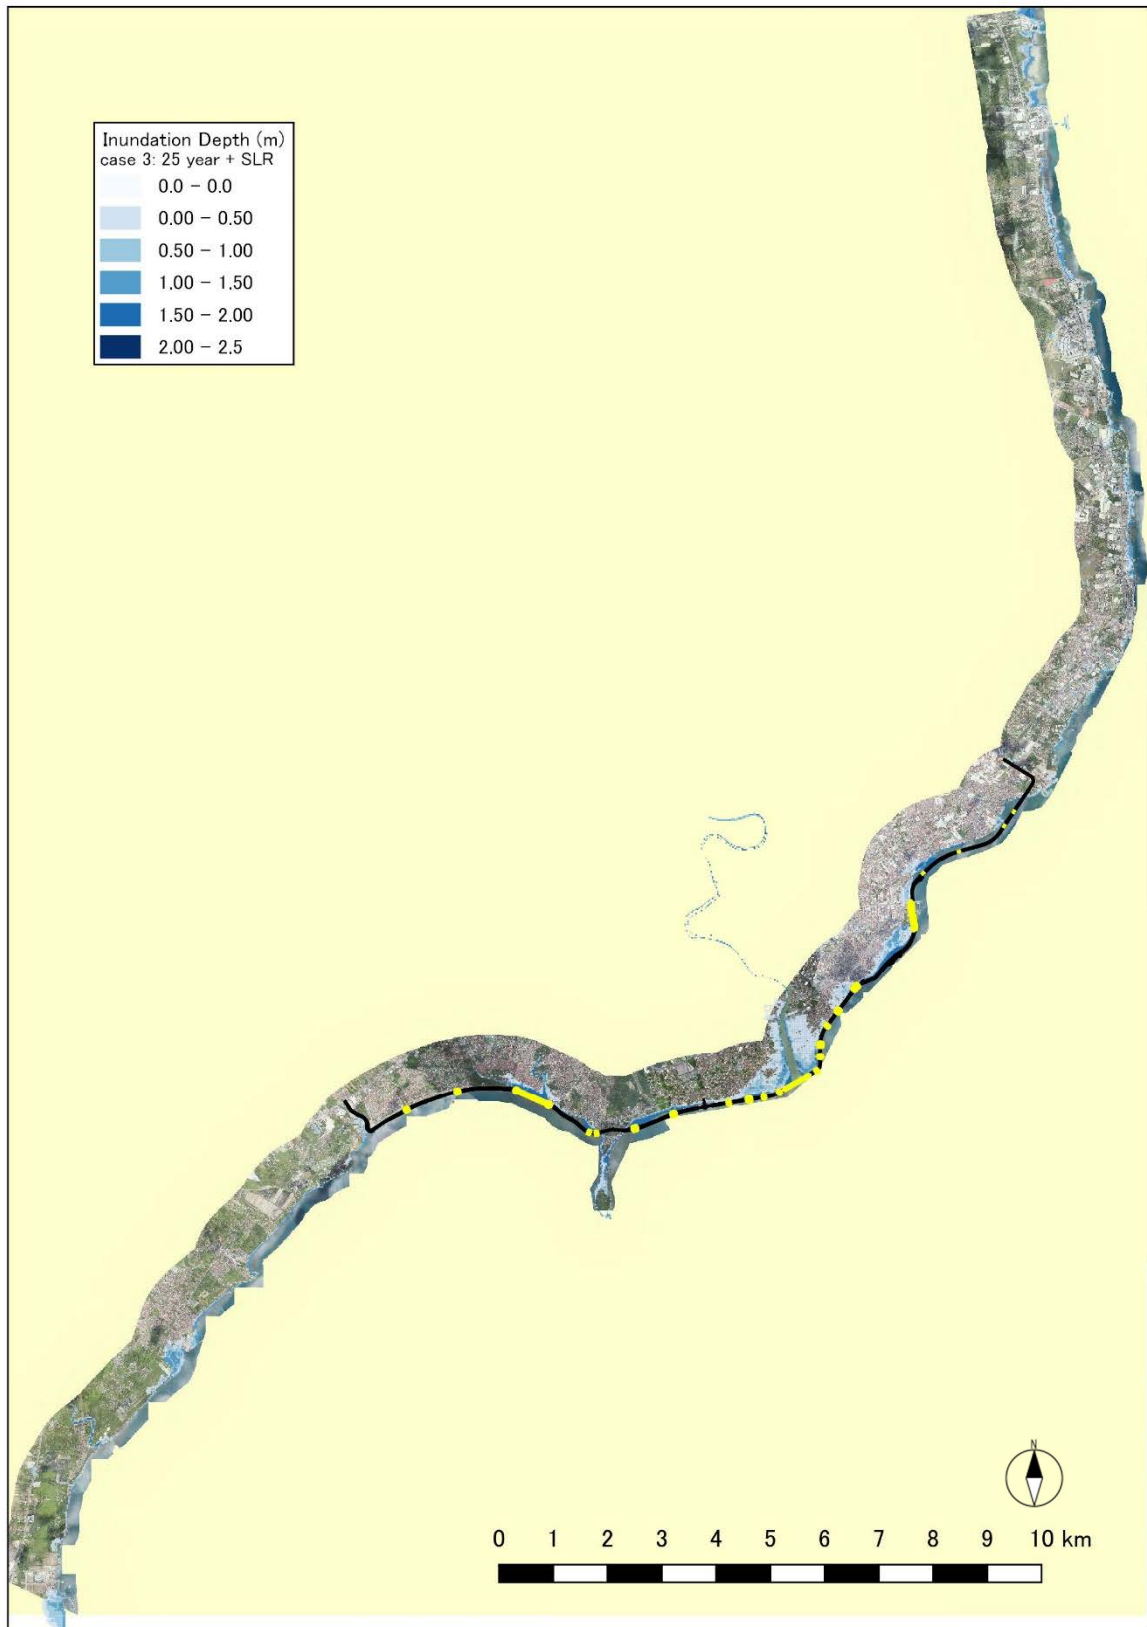 Inundation Depth (m)
case 3: 25 year + SLR
0.0 - 0.0
0.00 - 0.50
0.50 - 1.00
1.00 - 1.50
1.50 - 2.00
2.00 - 2.5
N
0 1 2 3 4 5 6 7 8 9 10 km